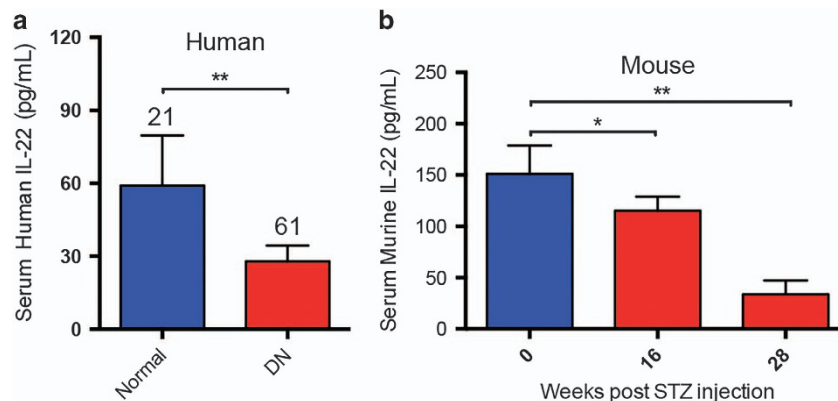 a
Human
Serum Human IL-22 (pg/mL)
120
90
60
30
0
**
21
61
Normal
DN
b
Mouse
Serum Murine IL-22 (pg/mL)
250
200
150
100
50
0
**
*
0
16
28
Weeks post STZ injection